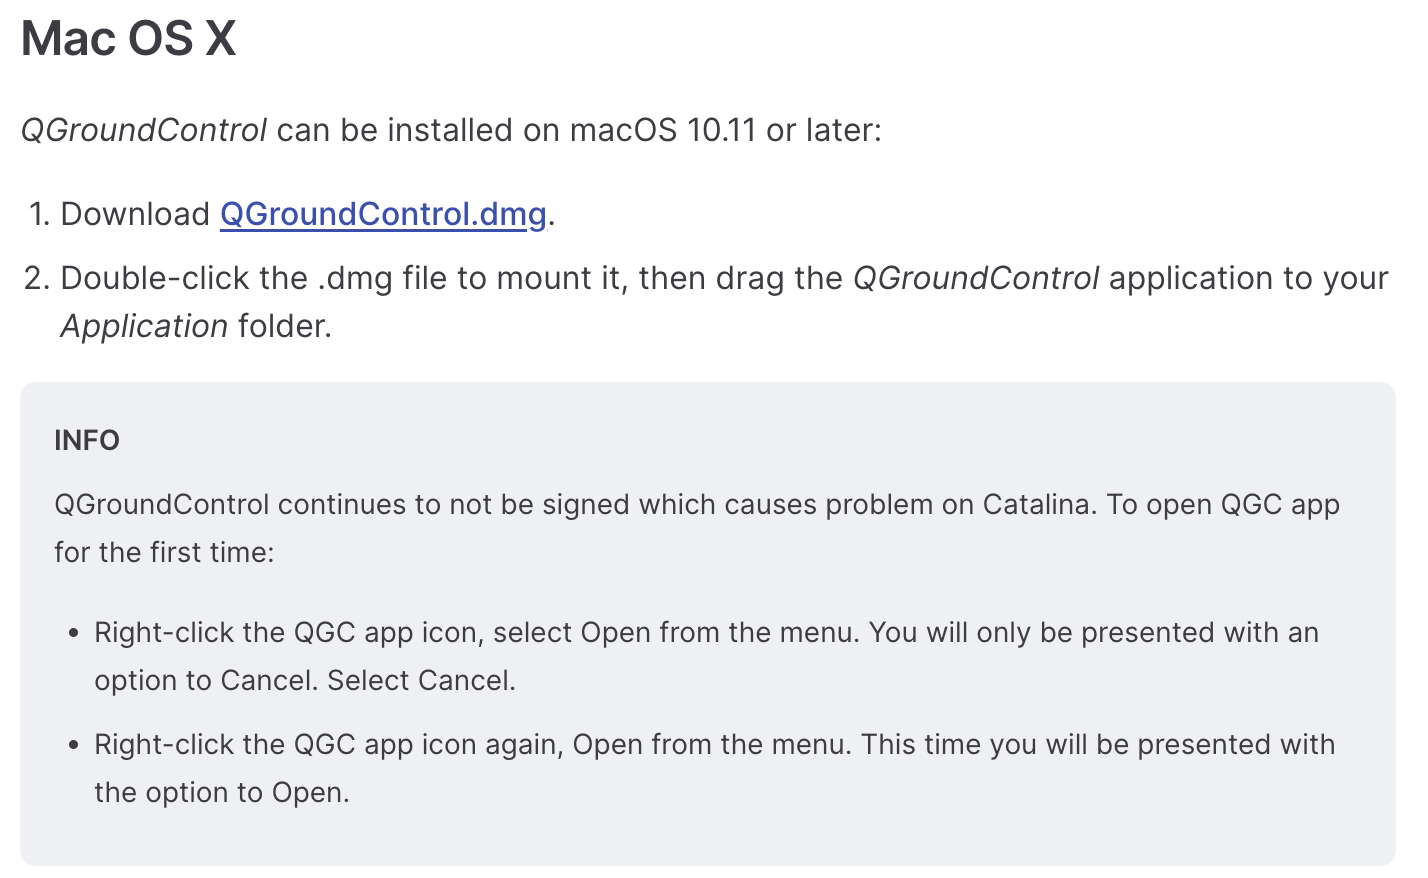 Mac OS X
QGroundControl can be installed on macOS 10.11 or later:
1. Download QGroundControl.dmg.
2. Double-click the .dmg file to mount it, then drag the QGroundControl application to your
Application folder.
INFO
QGroundControl continues to not be signed which causes problem on Catalina. To open QGC app
for the first time:
• Right-click the QGC app icon, select Open from the menu. You will only be presented with an
option to Cancel. Select Cancel.
• Right-click the QGC app icon again, Open from the menu. This time you will be presented with
the option to Open.